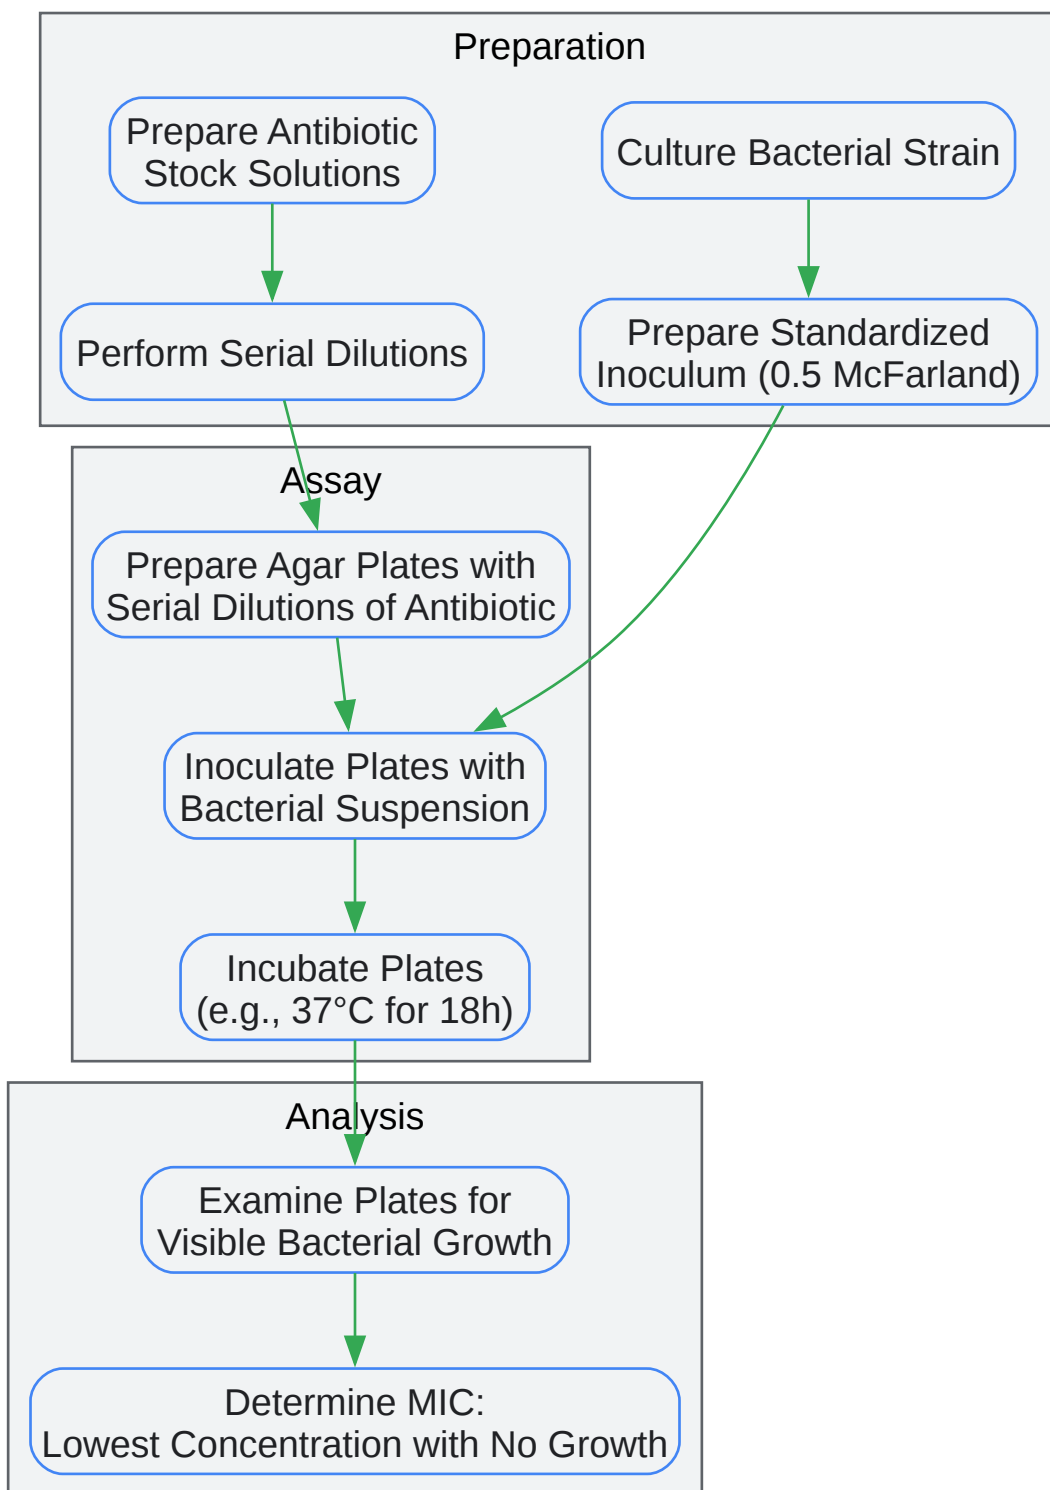 Preparation
Prepare Antibiotic
Stock Solutions
Culture Bacterial Strain
Perform Serial Dilutions
Prepare Standardized
Inoculum (0.5 McFarland)
Assay
Prepare Agar Plates with
Serial Dilutions of Antibiotic
Inoculate Plates with
Bacterial Suspension
Incubate Plates
(e.g., 37°C for 18h)
Analysis
Examine Plates for
Visible Bacterial Growth
Determine MIC:
Lowest Concentration with No Growth